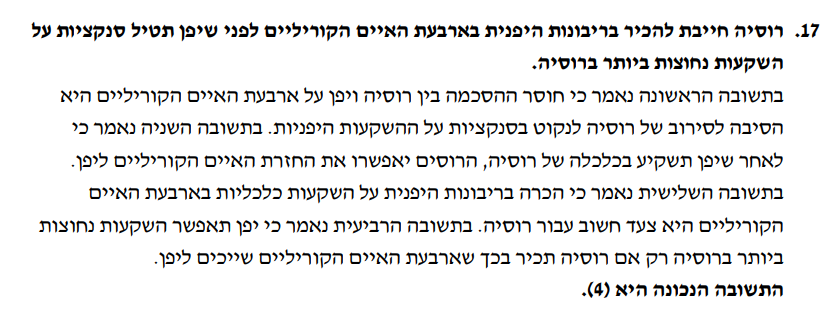 17. רוסיה חייבת להכיר בריבונות היפנית בארבעת האיים הקוריליים לפני שיפן תטיל סנקציות על
השקעות נחוצות ביותר ברוסיה.
בתשובה הראשונה נאמר כי חוסר ההסכמה בין רוסיה ויפן על ארבעת האיים הקוריליים היא
הסיבה לסירוב של רוסיה לנקוט בסנקציות על ההשקעות היפניות. בתשובה השניה נאמר כי
לאחר שיפן תשקיע בכלכלה של רוסיה, הרוסים יאפשרו את החזרת האיים הקוריליים ליפן.
בתשובה השלישית נאמר כי הכרה בריבונות היפנית על השקעות כלכליות בארבעת האיים
הקוריליים היא צעד חשוב עבור רוסיה. בתשובה הרביעית נאמר כי יפן תאפשר השקעות נחוצות
ביותר ברוסיה רק אם רוסיה תכיר בכך שארבעת האיים הקוריליים שייכים ליפן.
התשובה הנכונה היא (4).